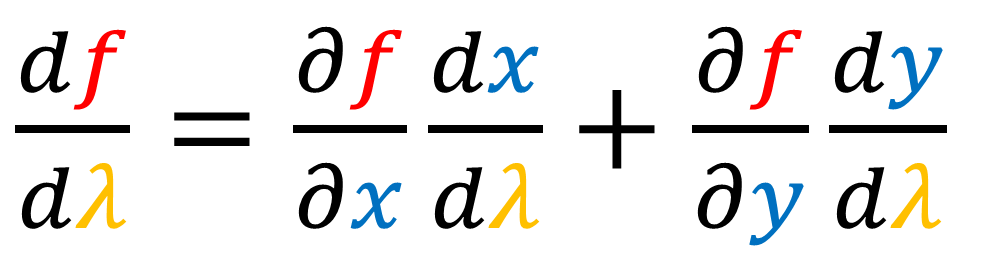 df/dλ = ∂f/∂x dx/dλ + ∂f/∂y dy/dλ